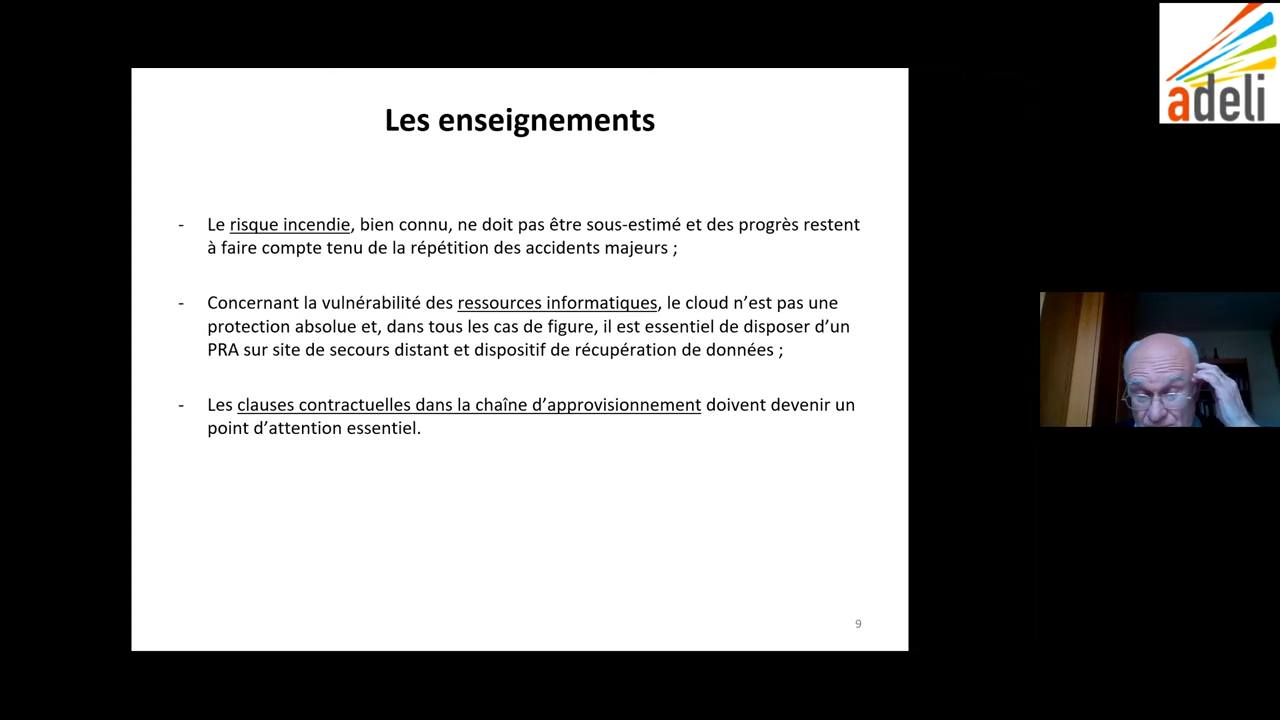 adeli
Les enseignements
- Le risque incendie, bien connu, ne doit pas être sous-estimé et des progrès restent
à faire compte tenu de la répétition des accidents majeurs ;
- Concernant la vulnérabilité des ressources informatiques, le cloud n’est pas une
protection absolue et, dans tous les cas de figure, il est essentiel de disposer d’un
PRA sur site de secours distant et dispositif de récupération de données ;
- Les clauses contractuelles dans la chaîne d’approvisionnement doivent devenir un
point d’attention essentiel.
9